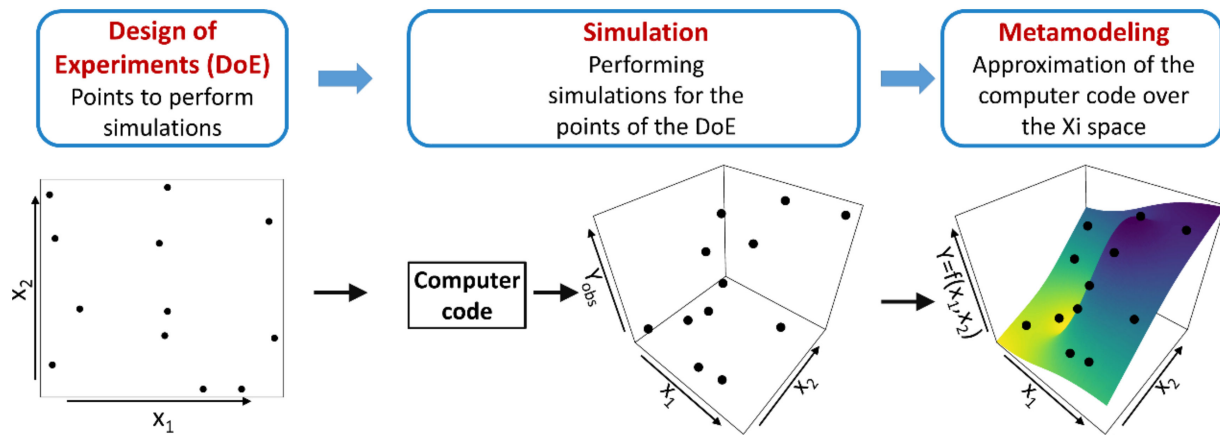 Design of
Experiments (DoE)
Points to perform
simulations
Simulation
Performing
simulations for the
points of the DoE
Metamodeling
Approximation of the
computer code over
the Xi space
X₂
X₁
Computer
code
Yobs
X₁
X₂
Y=f(x₁,x₂)
X₁
X₂